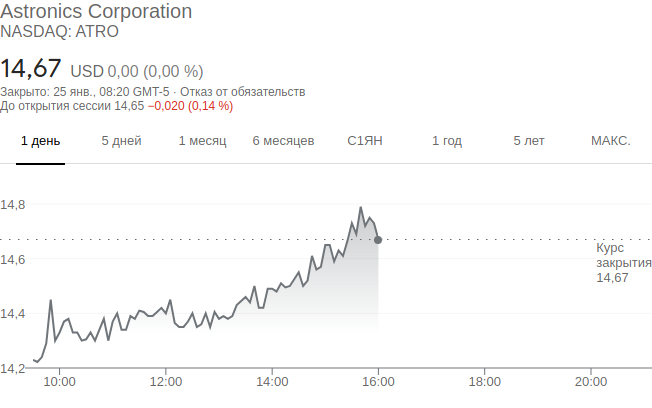 Astronics Corporation
NASDAQ: ATRO
14,67 USD 0,00 (0,00 %)
Закрыто: 25 янв., 08:20 GMT-5 · Отказ от обязательств
До открытия сессии 14,65 −0,020 (0,14 %)
1 день 5 дней 1 месяц 6 месяцев С1ЯН 1 год 5 лет МАКС.
14,8
Курс
закрытия
14,67
14,6
14,4
14,2
10:00 12:00 14:00 16:00 18:00 20:00